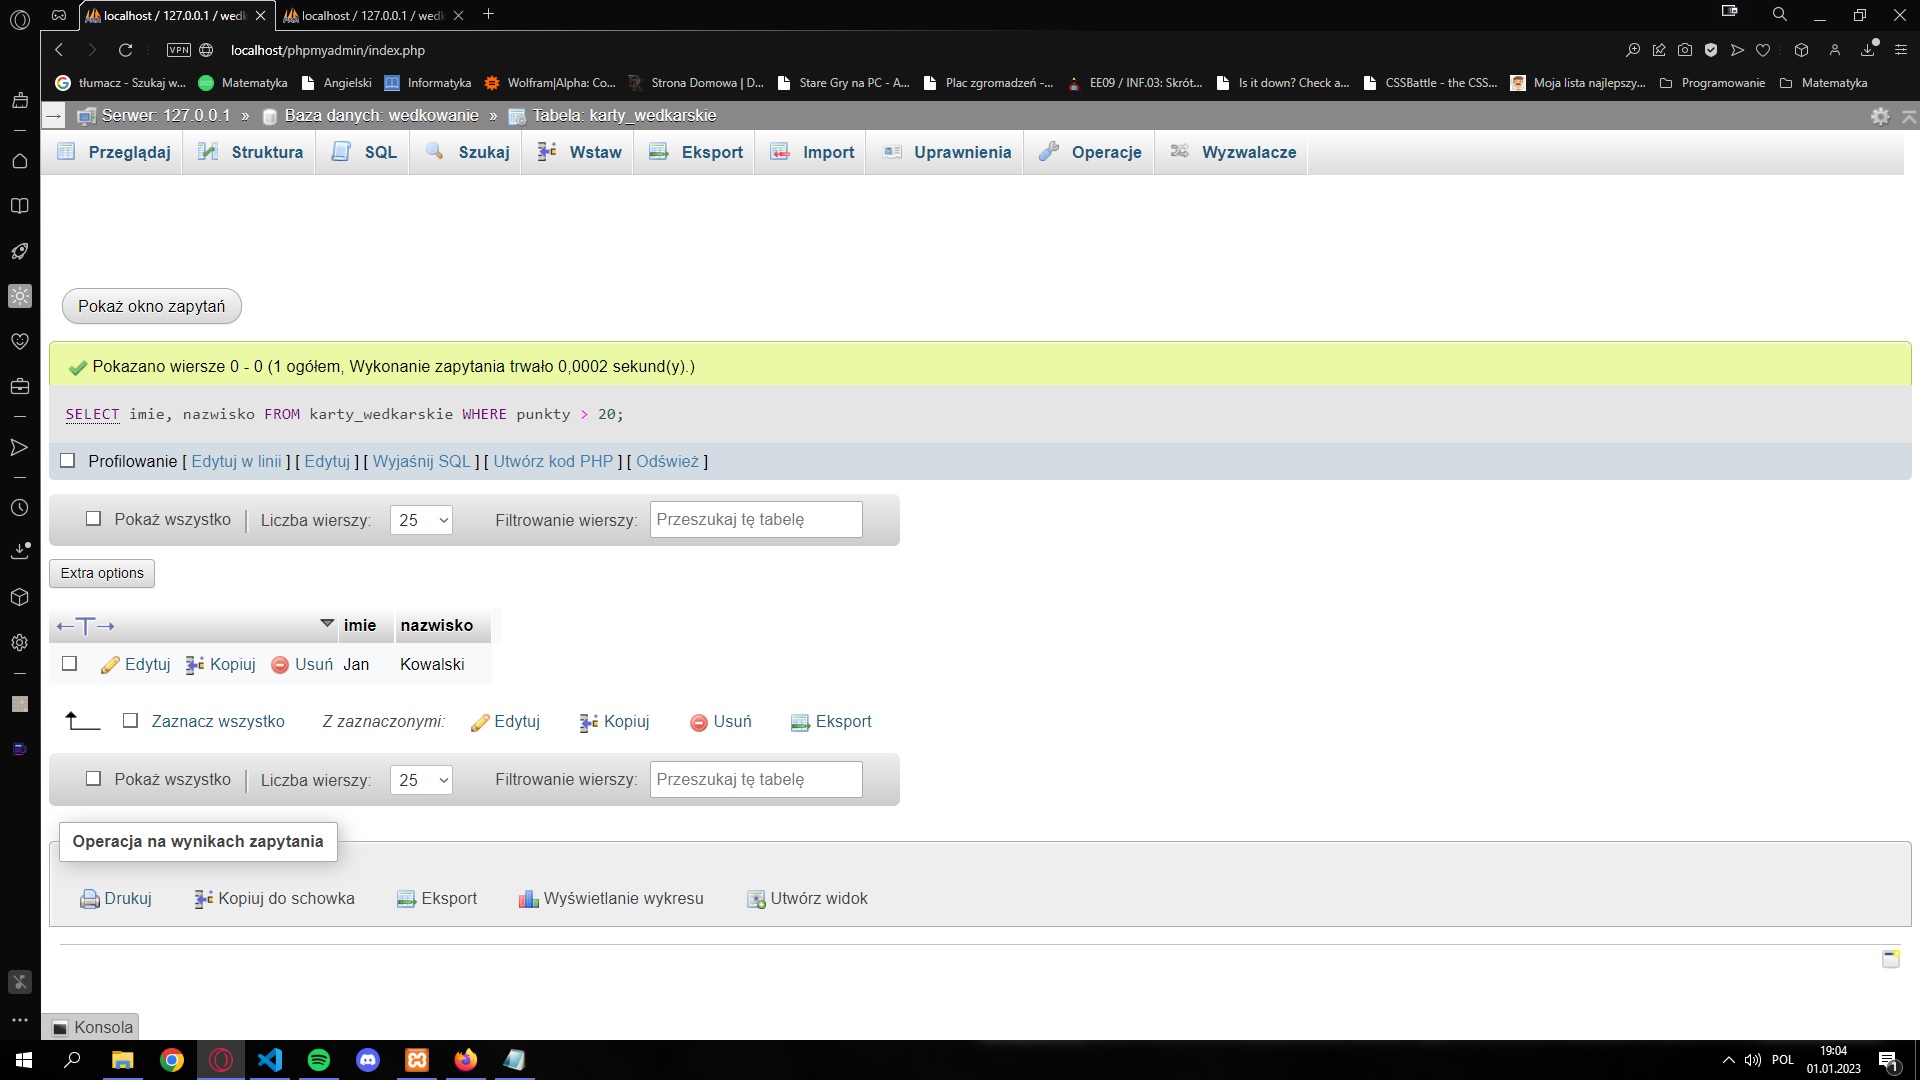 localhost / 127.0.0.1 / wedk
localhost / 127.0.0.1 / wedk
VPN
localhost/phpmyadmin/index.php
tłumacz - Szukaj w...
Matematyka
Angielski
Informatyka
Wolfram|Alpha: Co...
Strona Domowa | D...
Stare Gry na PC - A...
Plac zgromadzeń -...
EE09 / INF.03: Skrót...
Is it down? Check a...
CSSBattle - the CSS...
Moja lista najlepszy...
Programowanie
Matematyka
Serwer: 127.0.0.1 » Baza danych: wedkowanie » Tabela: karty_wedkarskie
Przeglądaj
Struktura
SQL
Szukaj
Wstaw
Eksport
Import
Uprawnienia
Operacje
Wyzwalacze
Pokaż okno zapytań
Pokazano wiersze 0 - 0 (1 ogółem, Wykonanie zapytania trwało 0,0002 sekund(y).)
SELECT imie, nazwisko FROM karty_wedkarskie WHERE punkty > 20;
Profilowanie [ Edytuj w linii ] [ Edytuj ] [ Wyjaśnij SQL ] [ Utwórz kod PHP ] [ Odśwież ]
Pokaż wszystko | Liczba wierszy: 25 Filtrowanie wierszy: Przeszukaj tę tabelę
Extra options
←T→ imie nazwisko
Edytuj Kopiuj Usuń Jan Kowalski
Zaznacz wszystko Z zaznaczonymi: Edytuj Kopiuj Usuń Eksport
Pokaż wszystko | Liczba wierszy: 25 Filtrowanie wierszy: Przeszukaj tę tabelę
Operacja na wynikach zapytania
Drukuj Kopiuj do schowka Eksport Wyświetlanie wykresu Utwórz widok
Konsola
POL
19:04
01.01.2023
1